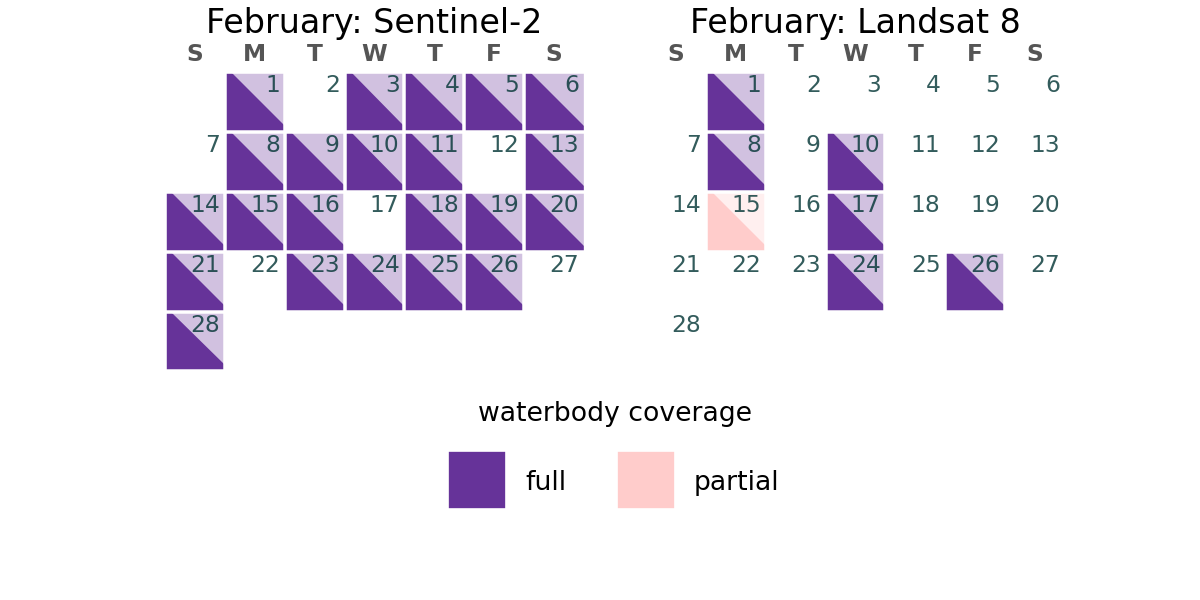 February: Sentinel-2
S M T W T F S
1 2 3 4 5 6
7 8 9 10 11 12 13
14 15 16 17 18 19 20
21 22 23 24 25 26 27
28
February: Landsat 8
S M T W T F S
1 2 3 4 5 6
7 8 9 10 11 12 13
14 15 16 17 18 19 20
21 22 23 24 25 26 27
28
waterbody coverage
full partial